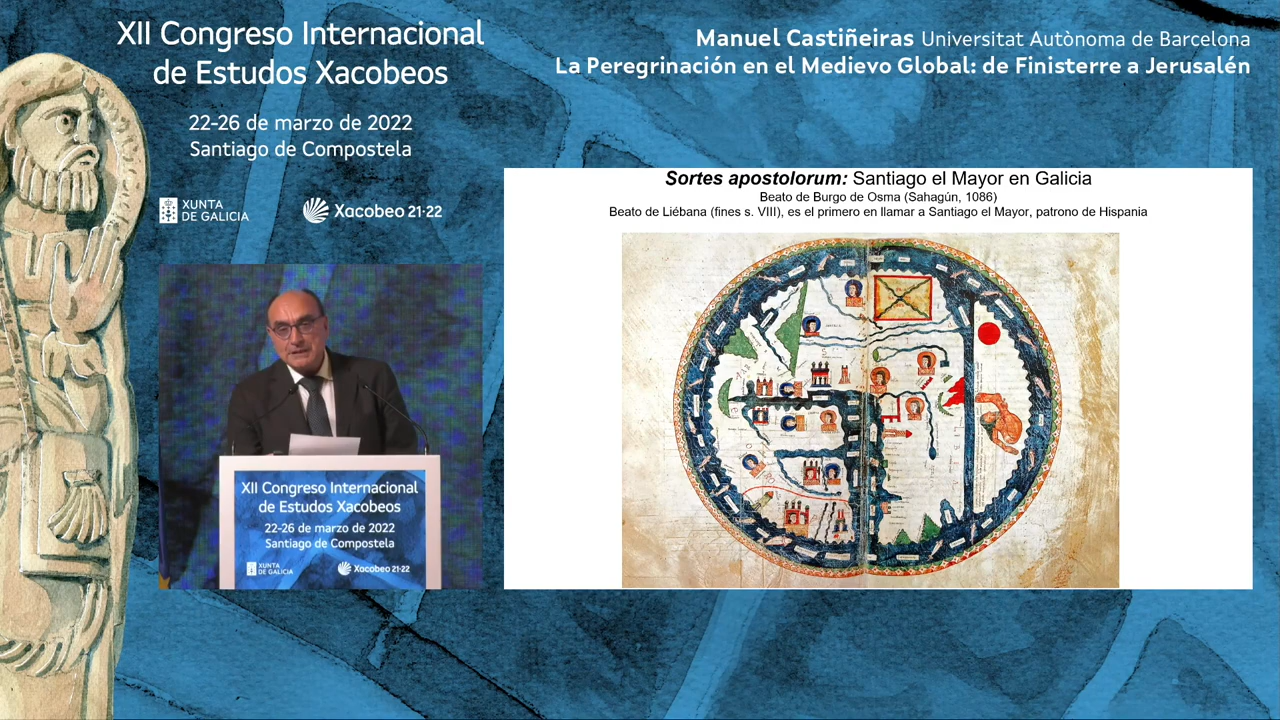 XII Congreso Internacional
de Estudos Xacobeos
22-26 de marzo de 2022
Santiago de Compostela
XUNTA
DE GALICIA
Xacobeo 21·22
Manuel Castiñeiras Universitat Autònoma de Barcelona
La Peregrinación en el Medievo Global: de Finisterre a Jerusalén
Sortes apostolorum: Santiago el Mayor en Galicia
Beato de Burgo de Osma (Sahagún, 1086)
Beato de Liébana (fines s. VIII), es el primero en llamar a Santiago el Mayor, patrono de Hispania
XII Congreso Internacional
de Estudos Xacobeos
22-26 de marzo de 2022
Santiago de Compostela
XUNTA
DE GALICIA
Xacobeo 21·22